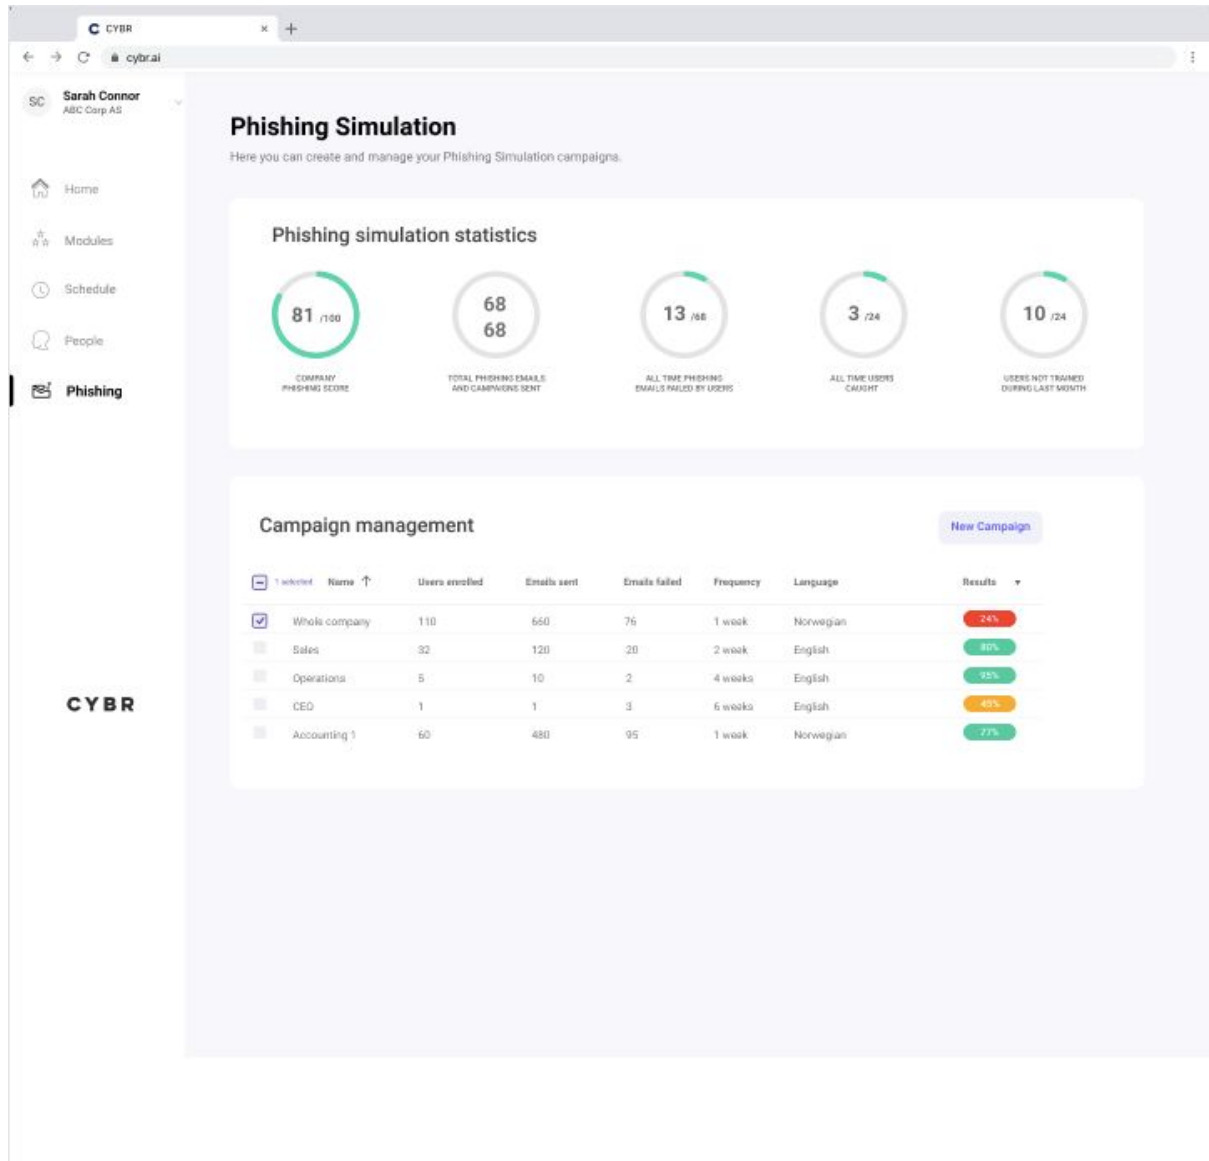 CYBR
cybr.ai
SC
Sarah Connor
ABC Corp AS
Home
Modules
Schedule
People
Phishing
CYBR
Phishing Simulation
Here you can create and manage your Phishing Simulation campaigns.
Phishing simulation statistics
81 /100
68
68
13 /68
3 /24
10 /24
COMPANY
PHISHING SCORE
TOTAL PHISHING EMAILS
AND CAMPAIGNS SENT
ALL TIME PHISHING
EMAILS FAILED BY USERS
ALL TIME USERS
CAUGHT
USERS NOT TRAINED
DURING LAST MONTH
Campaign management
New Campaign
1 selected Name ↑ Users enrolled Emails sent Emails failed Frequency Language Results
Whole company 110 660 76 1 week Norwegian 24%
Sales 32 120 20 2 week English 80%
Operations 5 10 2 4 weeks English 95%
CEO 1 1 3 6 weeks English 45%
Accounting 1 60 480 95 1 week Norwegian 77%